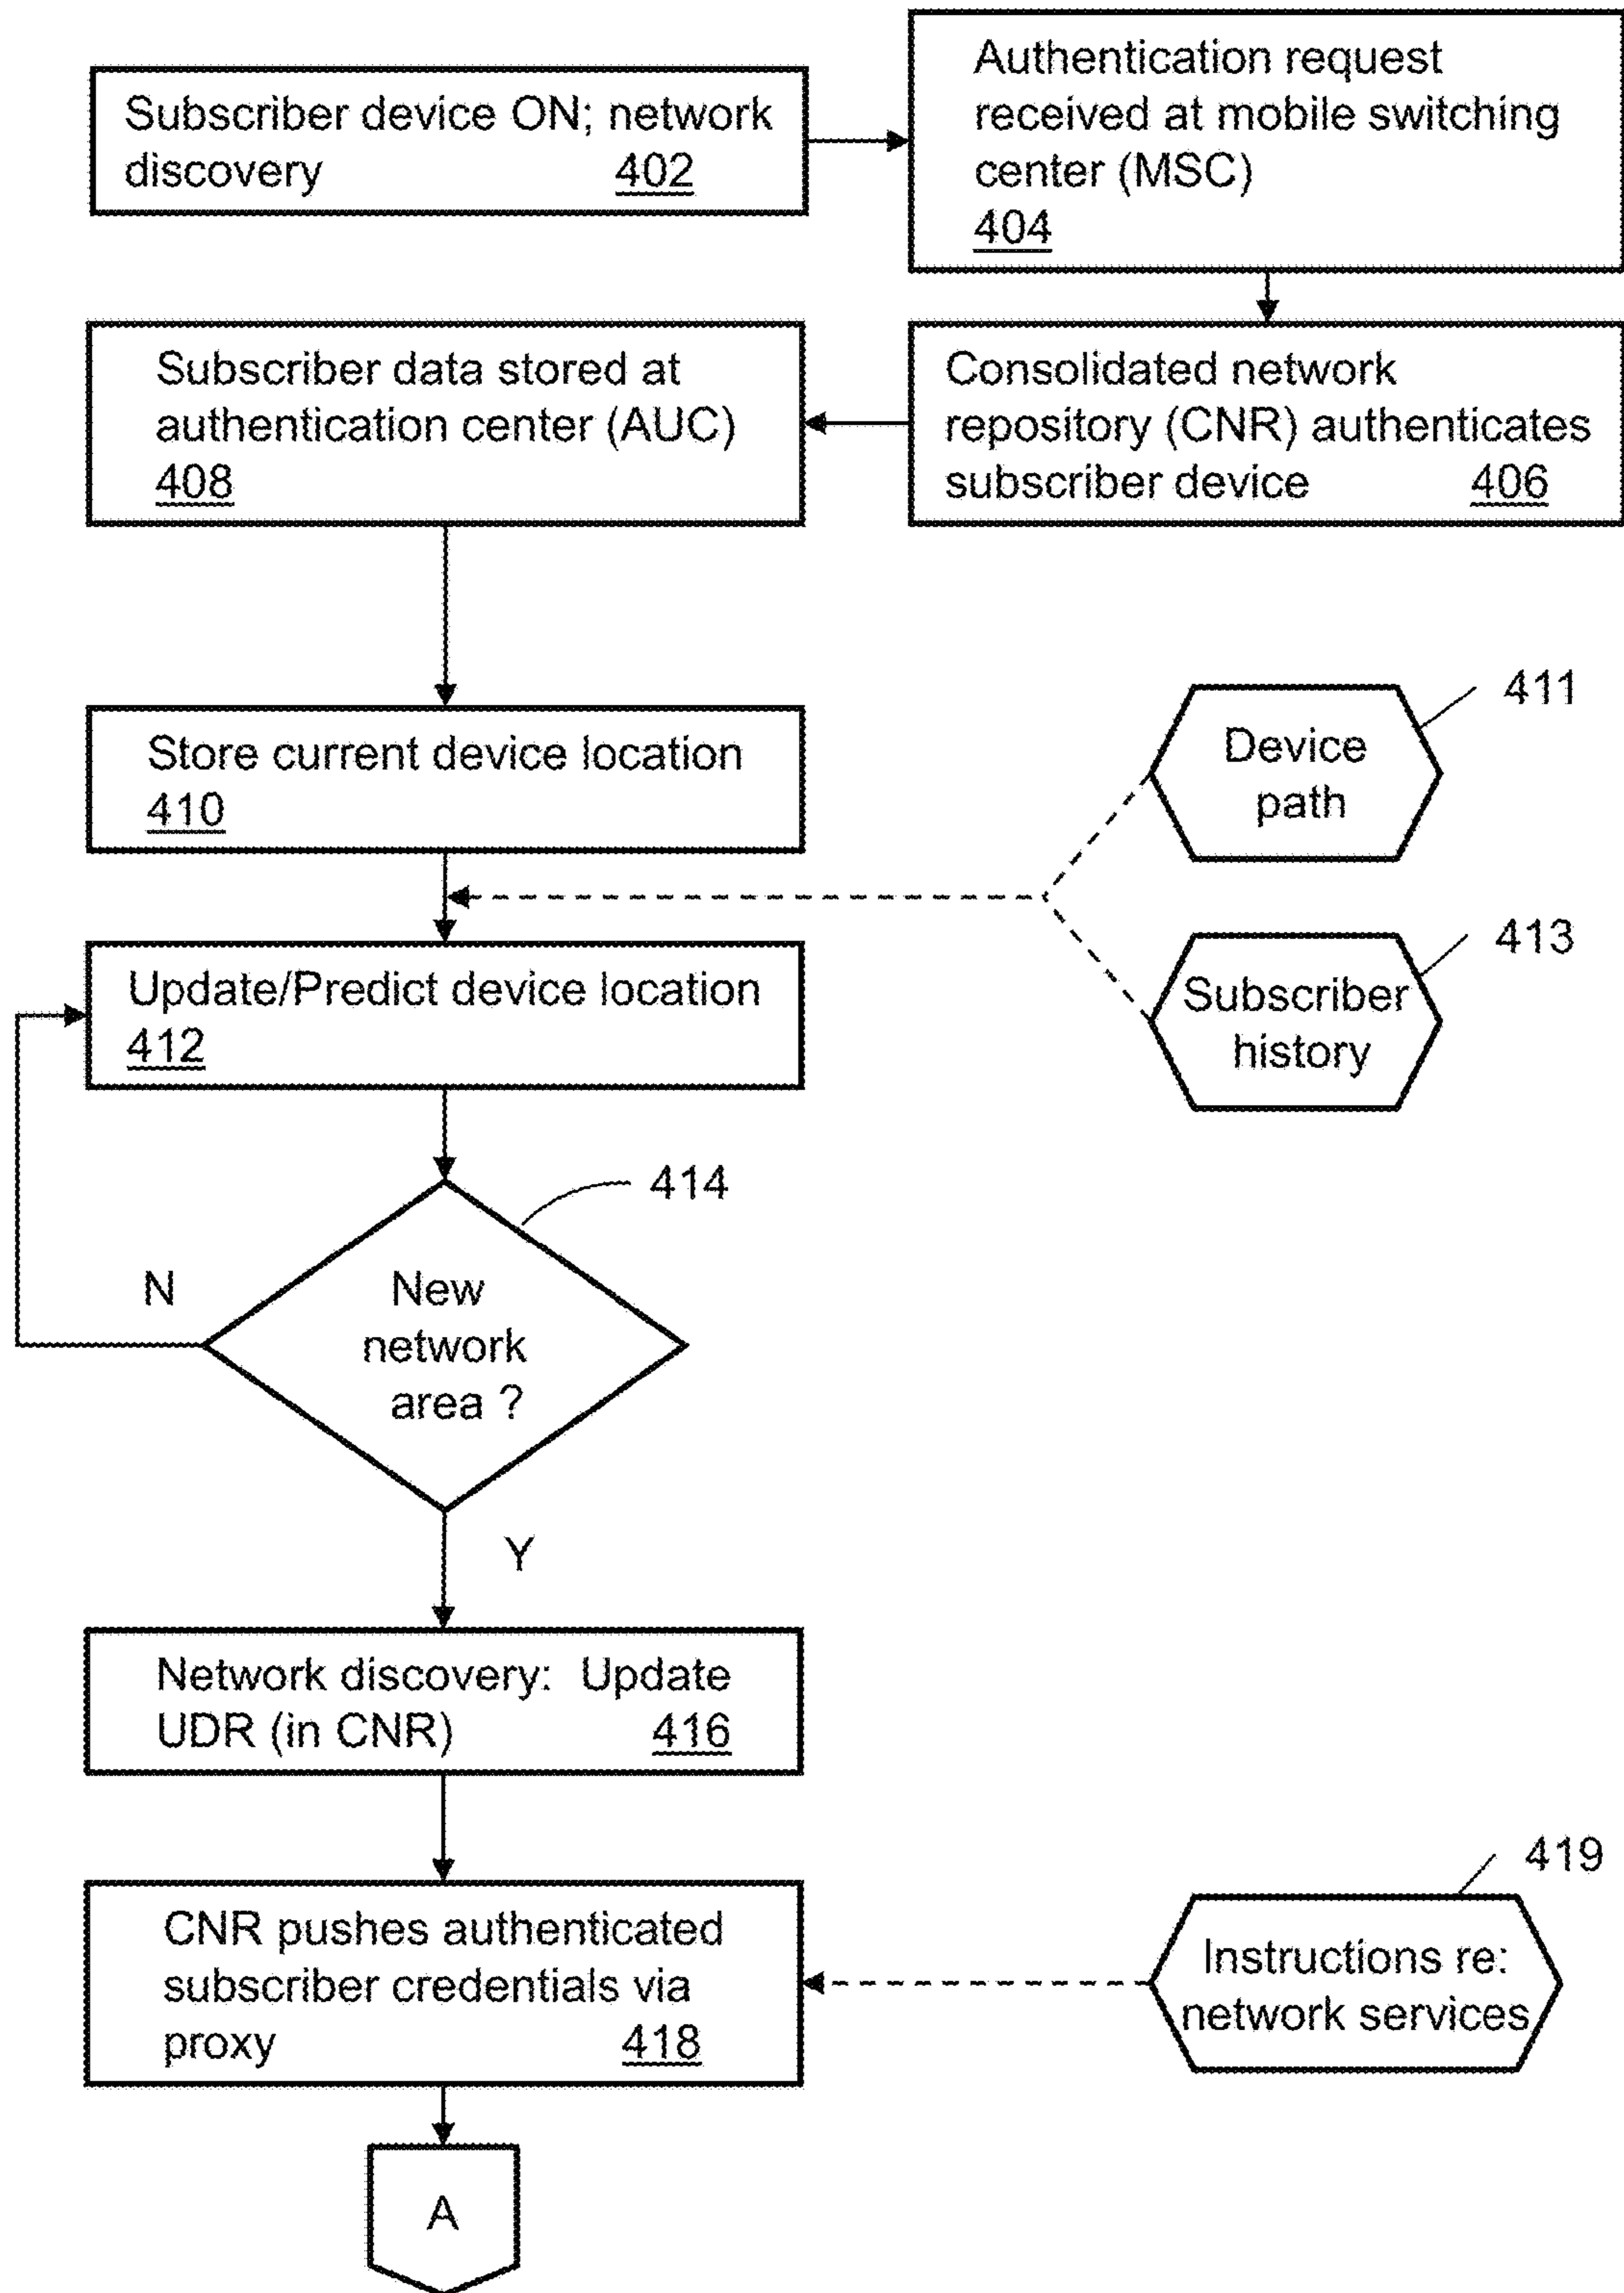 Subscriber device ON; network
discovery 402
Authentication request
received at mobile switching
center (MSC)
404
Subscriber data stored at
authentication center (AUC)
408
Consolidated network
repository (CNR) authenticates
subscriber device 406
Store current device location
410
411
Device
path
413
Subscriber
history
Update/Predict device location
412
414
New
network
area ?
N
Y
Network discovery: Update
UDR (in CNR) 416
CNR pushes authenticated
subscriber credentials via
proxy 418
419
Instructions re:
network services
A